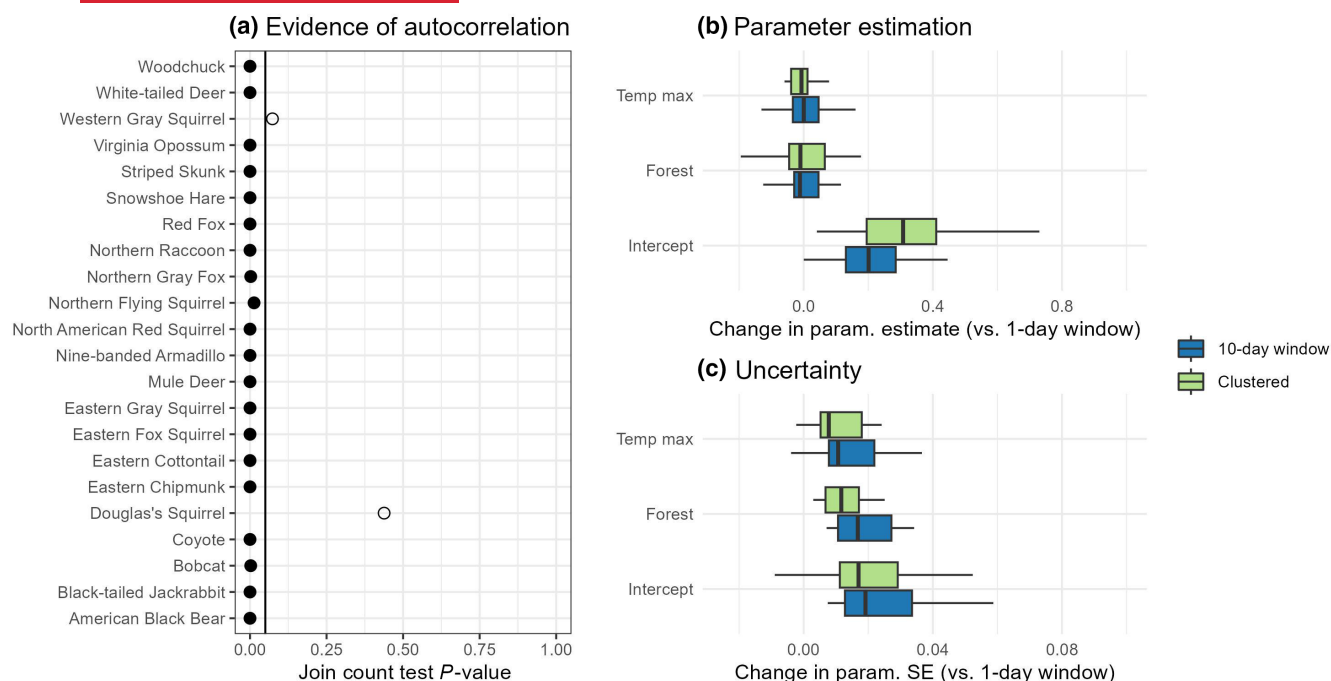 (a) Evidence of autocorrelation
Woodchuck
White-tailed Deer
Western Gray Squirrel
Virginia Opossum
Striped Skunk
Snowshoe Hare
Red Fox
Northern Raccoon
Northern Gray Fox
Northern Flying Squirrel
North American Red Squirrel
Nine-banded Armadillo
Mule Deer
Eastern Gray Squirrel
Eastern Fox Squirrel
Eastern Cottontail
Eastern Chipmunk
Douglas's Squirrel
Coyote
Bobcat
Black-tailed Jackrabbit
American Black Bear
0.00 0.25 0.50 0.75 1.00
Join count test P-value
(b) Parameter estimation
Temp max
Forest
Intercept
0.0 0.4 0.8
Change in param. estimate (vs. 1-day window)
(c) Uncertainty
Temp max
Forest
Intercept
0.00 0.04 0.08
Change in param. SE (vs. 1-day window)
10-day window
Clustered